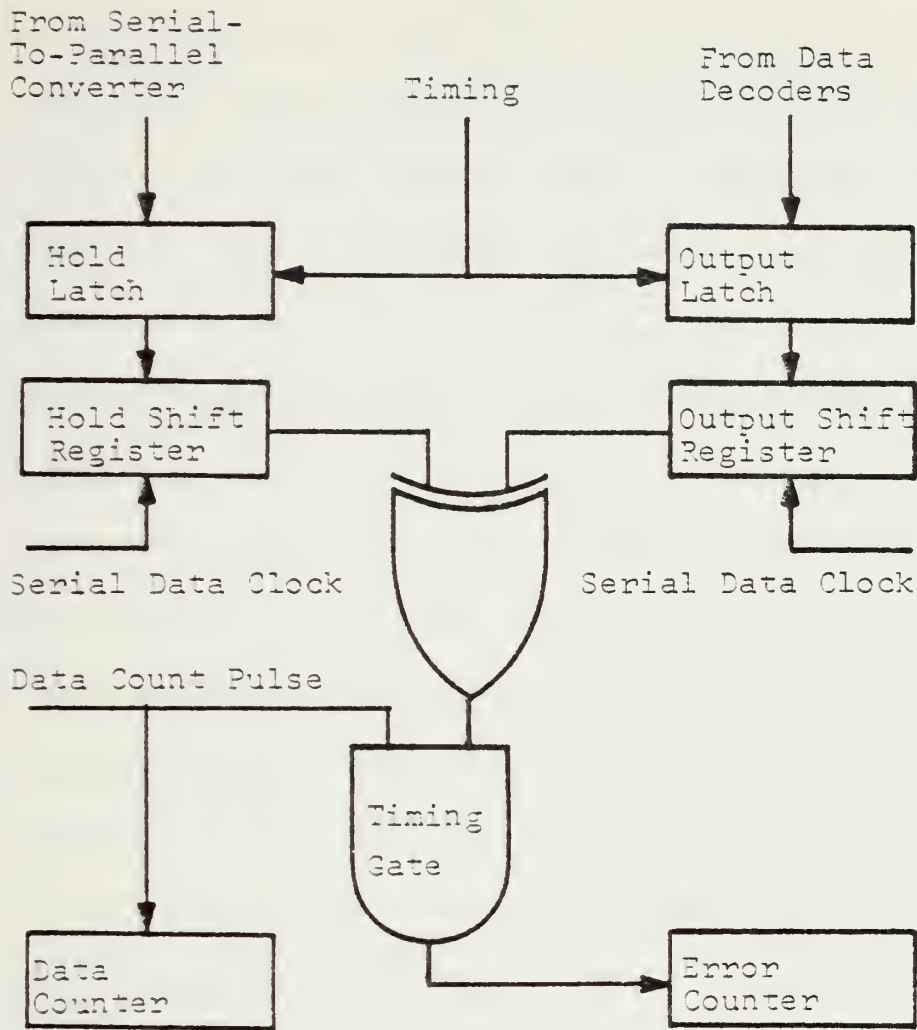 From Serial-
To-Parallel
Converter
Timing
From Data
Decoders
Hold
Latch
Output
Latch
Hold Shift
Register
Output Shift
Register
Serial Data Clock
Serial Data Clock
Data Count Pulse
Timing
Gate
Data
Counter
Error
Counter